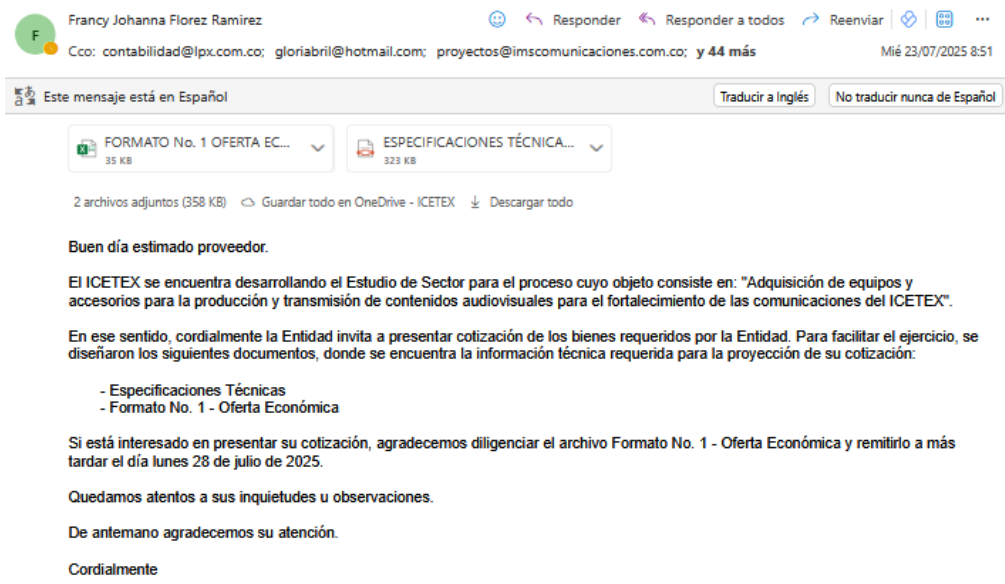 Francy Johanna Florez Ramirez
Responder Responder a todos Reenviar
F
Cco: contabilidad@lpx.com.co; gloriabril@hotmail.com; proyectos@imscomunicaciones.com.co; y 44 más
Mié 23/07/2025 8:51
Este mensaje está en Español
Traducir a Inglés No traducir nunca de Español
FORMATO No. 1 OFERTA EC...
35 KB
ESPECIFICACIONES TÉCNICA...
323 KB
2 archivos adjuntos (358 KB) Guardar todo en OneDrive - ICETEX Descargar todo
Buen día estimado proveedor.
El ICETEX se encuentra desarrollando el Estudio de Sector para el proceso cuyo objeto consiste en: "Adquisición de equipos y
accesorios para la producción y transmisión de contenidos audiovisuales para el fortalecimiento de las comunicaciones del ICETEX".
En ese sentido, cordialmente la Entidad invita a presentar cotización de los bienes requeridos por la Entidad. Para facilitar el ejercicio, se
diseñaron los siguientes documentos, donde se encuentra la información técnica requerida para la proyección de su cotización:
- Especificaciones Técnicas
- Formato No. 1 - Oferta Económica
Si está interesado en presentar su cotización, agradecemos diligenciar el archivo Formato No. 1 - Oferta Económica y remitirlo a más
tardar el día lunes 28 de julio de 2025.
Quedamos atentos a sus inquietudes u observaciones.
De antemano agradecemos su atención.
Cordialmente